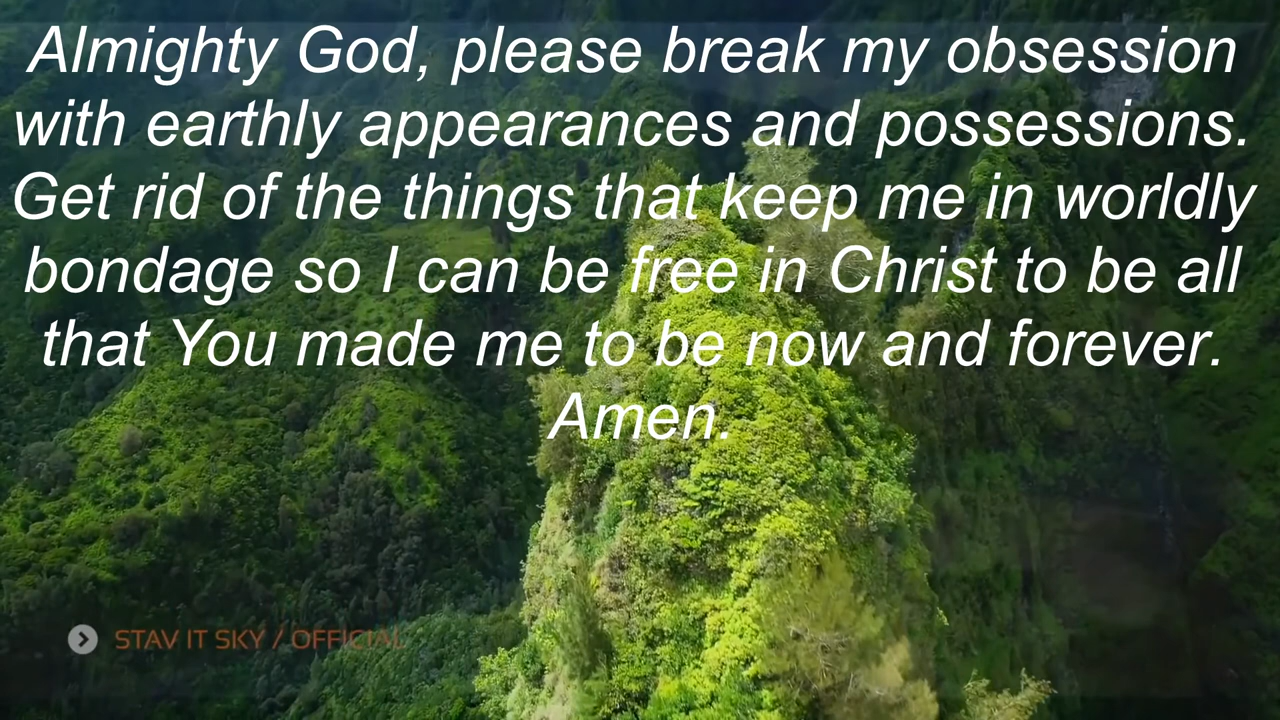 Almighty God, please break my obsession
with earthly appearances and possessions.
Get rid of the things that keep me in worldly
bondage so I can be free in Christ to be all
that You made me to be now and forever.
Amen.
STAV IT SKY / OFFICIAL